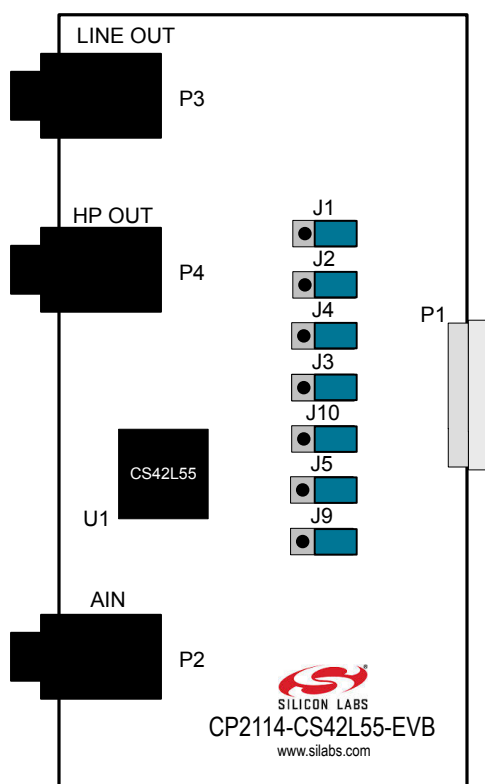 LINE OUT
P3
HP OUT
P4
J1
J2
J4
P1
J3
J10
CS42L55
J5
U1
J9
AIN
P2
SILICON LABS
CP2114-CS42L55-EVB
www.silabs.com